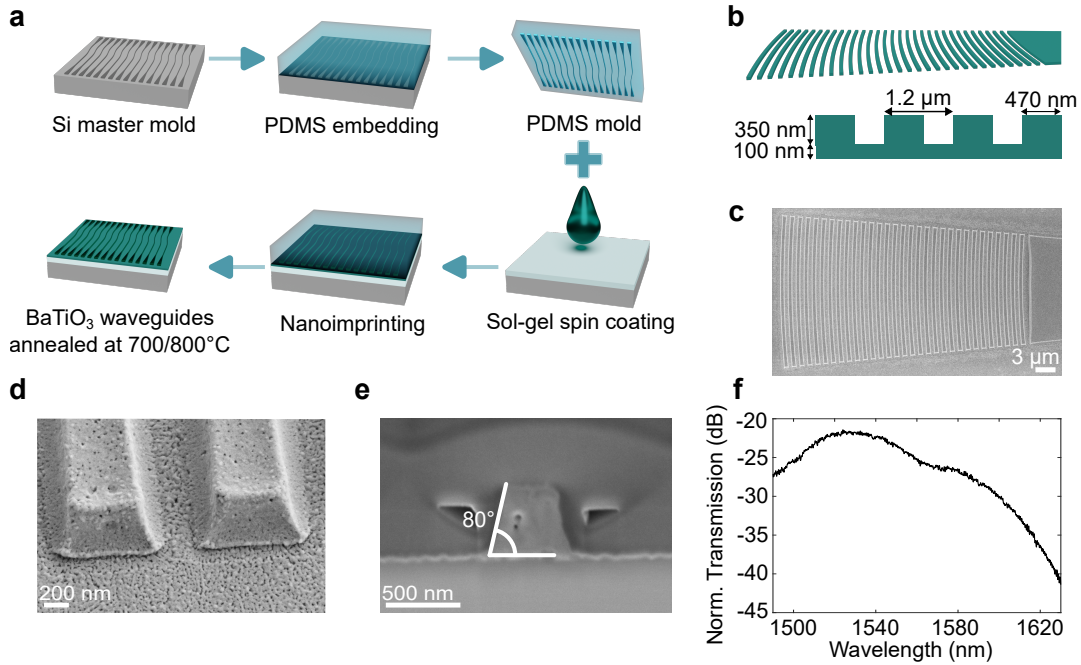 a
Si master mold
PDMS embedding
PDMS mold
BaTiO₃ waveguides
annealed at 700/800°C
Nanoimprinting
Sol-gel spin coating
b
1.2 µm
470 nm
350 nm
100 nm
c
3 µm
d
200 nm
e
80°
500 nm
f
Norm. Transmission (dB)
-20
-25
-30
-35
-40
-45
1500
1540
1580
1620
Wavelength (nm)